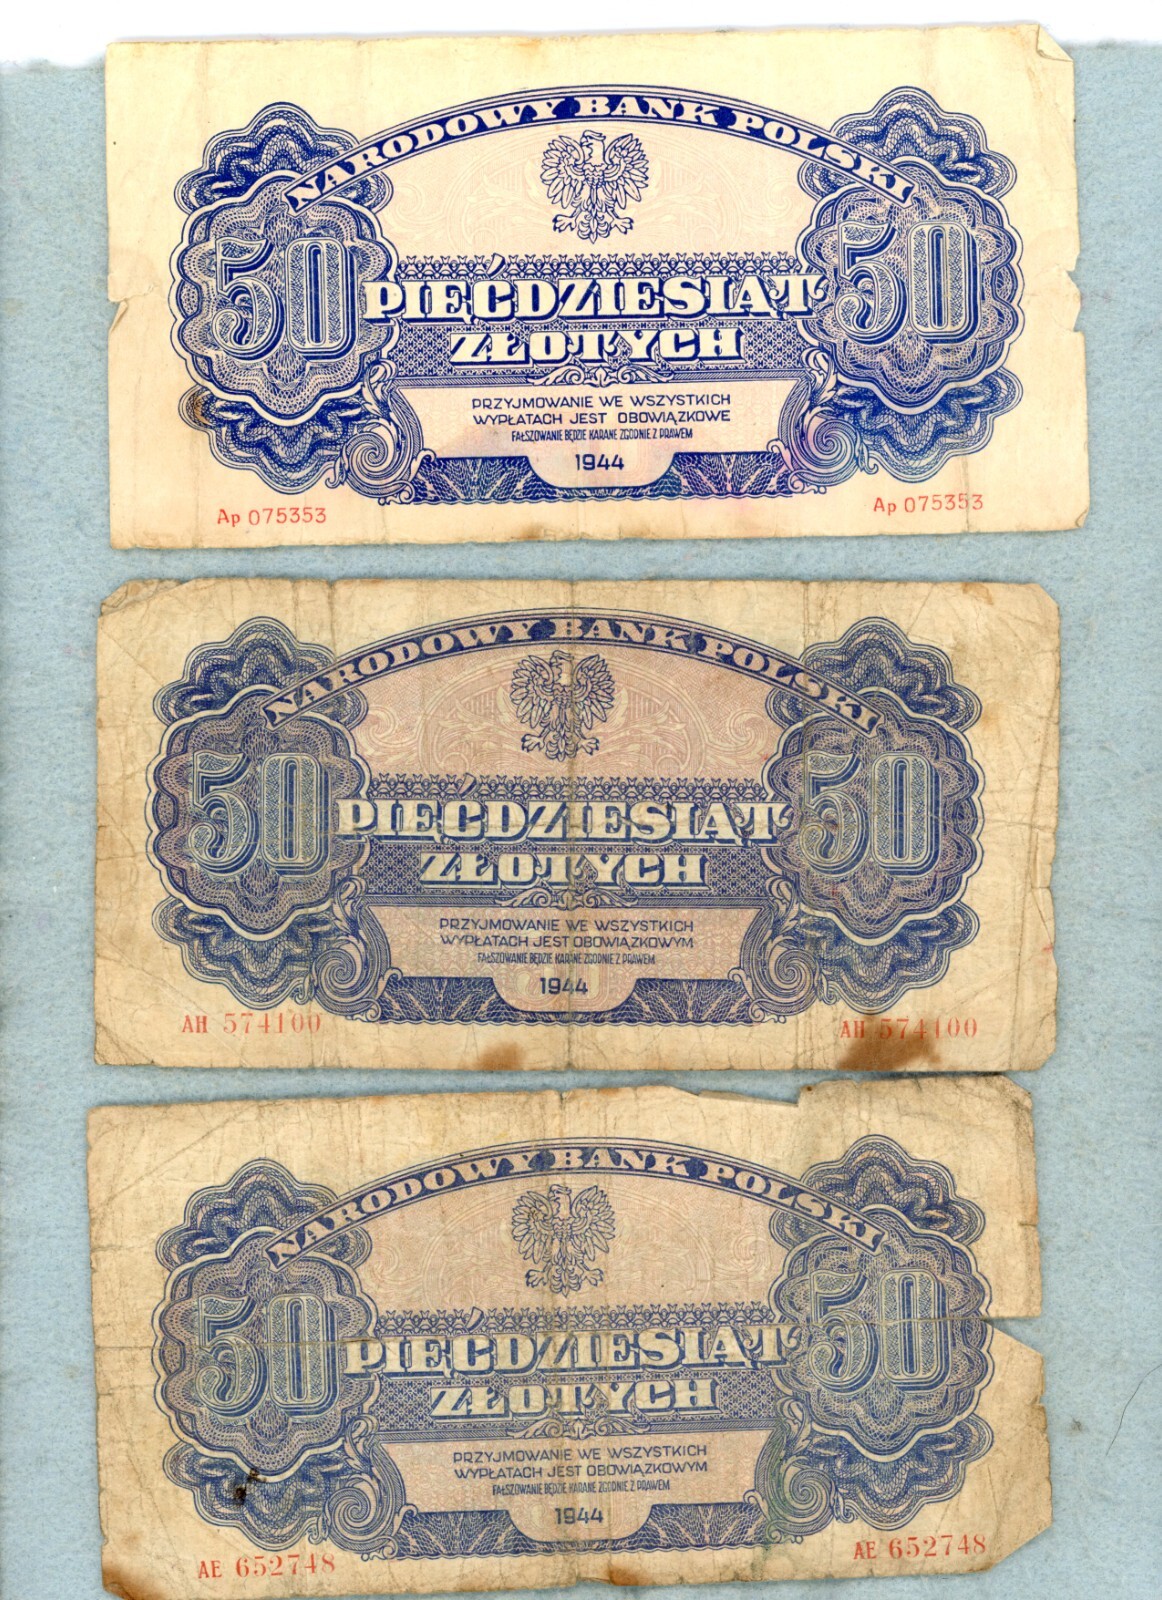 NARODOWY BANK POLSKI
50 50
PIĘĆDZIESIĄT
ZŁOTYCH
PRZYJMOWANIE WE WSZYSTKICH
WYPŁATACH JEST OBOWIĄZKOWE
FAŁSZOWANIE BĘDZIE KARANE ZGODNIE Z PRAWEM
1944
Ap 075353 Ap 075353
NARODOWY BANK POLSKI
50 50
PIĘĆDZIESIĄT
ZŁOTYCH
PRZYJMOWANIE WE WSZYSTKICH
WYPŁATACH JEST OBOWIĄZKOWYM
FAŁSZOWANIE BĘDZIE KARANE ZGODNIE Z PRAWEM
1944
AH 574100 AH 574100
NARODOWY BANK POLSKI
50 50
PIĘĆDZIESIĄT
ZŁOTYCH
PRZYJMOWANIE WE WSZYSTKICH
WYPŁATACH JEST OBOWIĄZKOWYM
FAŁSZOWANIE BĘDZIE KARANE ZGODNIE Z PRAWEM
1944
AE 652748 AE 652748